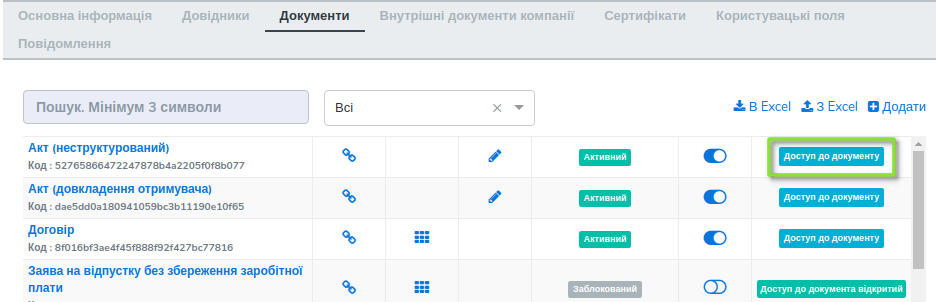 Основна інформація Довідники Документи Внутрішні документи компанії Сертифікати Користувацькі поля
Повідомлення
Пошук. Мінімум 3 символи Всі В Excel З Excel Додати
Акт (неструктурований) Активний Доступ до документу
Код : 52765866472247878b4a2205f0f8b077
Акт (довкладення отримувача) Активний Доступ до документу
Код : dae5dd0a180941059bc3b11190e10f65
Договір Активний Доступ до документу
Код : 8f016bf3ae4f45f888f92f427bc77816
Заява на відпустку без збереження заробітної
плати Заблокований Доступ до документа відкритий